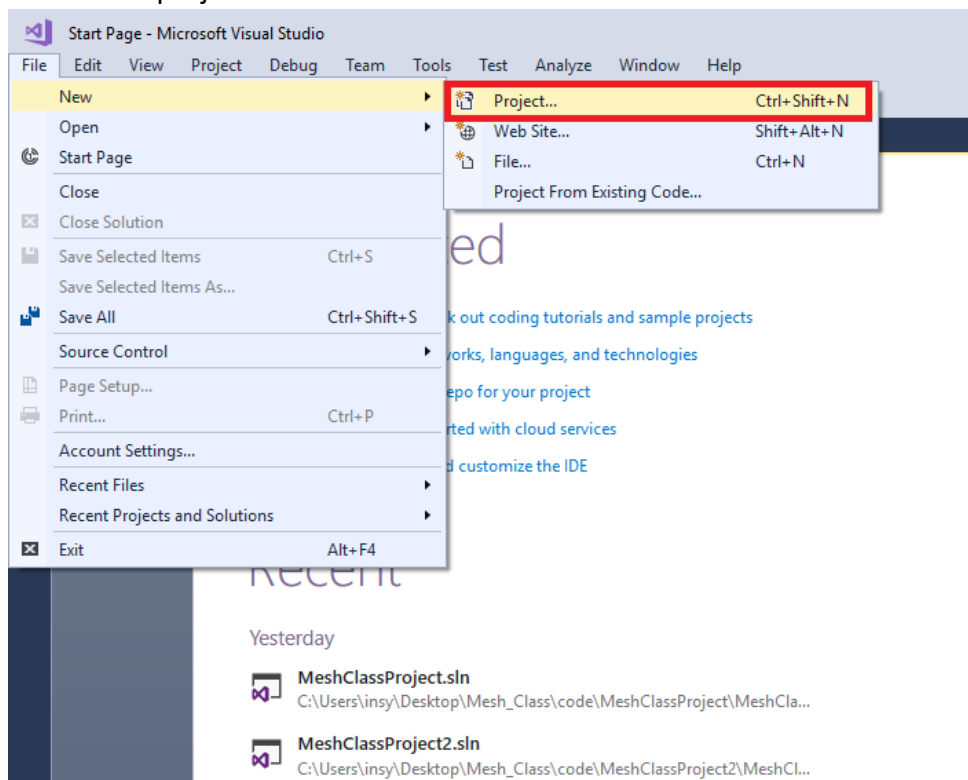 Start Page - Microsoft Visual Studio
File Edit View Project Debug Team Tools Test Analyze Window Help
New
Project... Ctrl+Shift+N
Open
Web Site... Shift+Alt+N
Start Page
File... Ctrl+N
Close
Project From Existing Code...
Close Solution
ed
Save Selected Items Ctrl+S
Save Selected Items As...
Save All Ctrl+Shift+S
k out coding tutorials and sample projects
Source Control
orks, languages, and technologies
Page Setup...
epo for your project
Print... Ctrl+P
rted with cloud services
Account Settings...
d customize the IDE
Recent Files
Recent Projects and Solutions
Exit Alt+F4
Recent
Yesterday
MeshClassProject.sln
C:\Users\insy\Desktop\Mesh_Class\code\MeshClassProject\MeshCla...
MeshClassProject2.sln
C:\Users\insy\Desktop\Mesh_Class\code\MeshClassProject2\MeshCl...